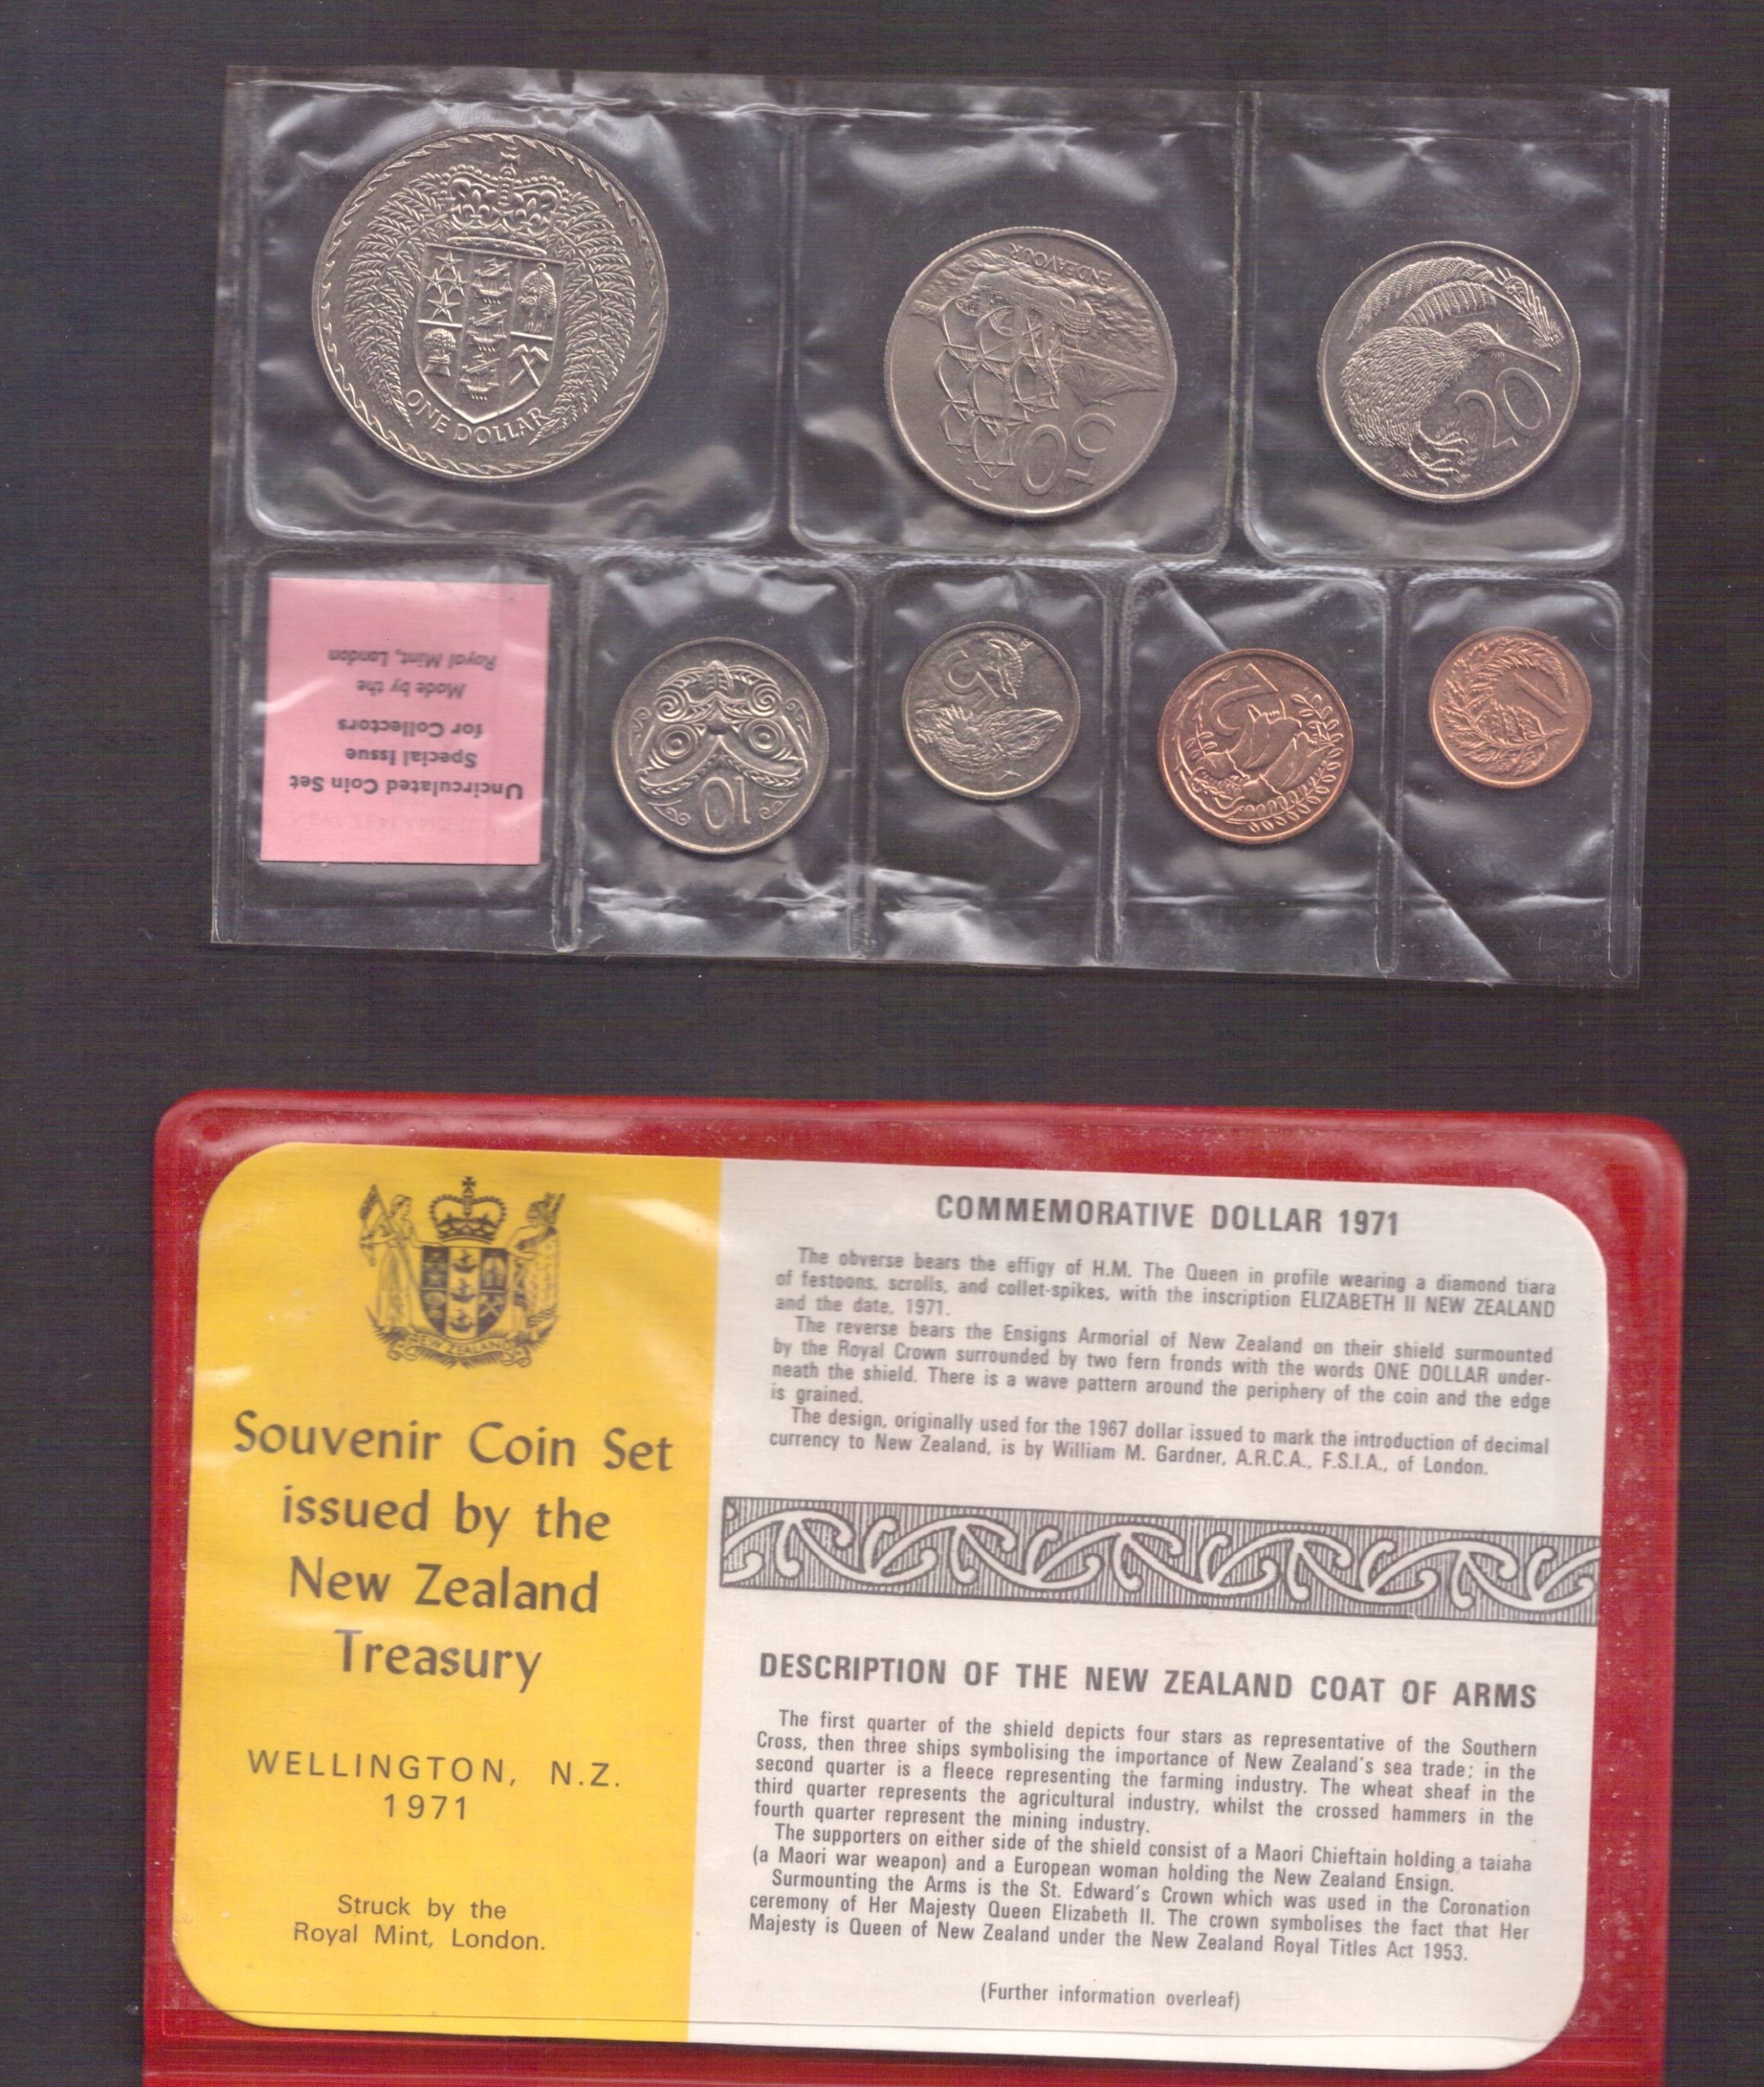 ONE DOLLAR
ENDEAVOUR
50
20
Uncirculated Coin Set
Special Issue
for Collectors
Made by the
Royal Mint, London
10
5
2
1
NEW ZEALAND
Souvenir Coin Set
issued by the
New Zealand
Treasury
WELLINGTON, N.Z.
1971
Struck by the
Royal Mint, London.
COMMEMORATIVE DOLLAR 1971
The obverse bears the effigy of H.M. The Queen in profile wearing a diamond tiara
of festoons, scrolls, and collet-spikes, with the inscription ELIZABETH II NEW ZEALAND
and the date, 1971.
The reverse bears the Ensigns Armorial of New Zealand on their shield surmounted
by the Royal Crown surrounded by two fern fronds with the words ONE DOLLAR under-
neath the shield. There is a wave pattern around the periphery of the coin and the edge
is grained.
The design, originally used for the 1967 dollar issued to mark the introduction of decimal
currency to New Zealand, is by William M. Gardner, A.R.C.A., F.S.I.A., of London.
DESCRIPTION OF THE NEW ZEALAND COAT OF ARMS
The first quarter of the shield depicts four stars as representative of the Southern
Cross, then three ships symbolising the importance of New Zealand's sea trade; in the
second quarter is a fleece representing the farming industry. The wheat sheaf in the
third quarter represents the agricultural industry, whilst the crossed hammers in the
fourth quarter represent the mining industry.
The supporters on either side of the shield consist of a Maori Chieftain holding a taiaha
(a Maori war weapon) and a European woman holding the New Zealand Ensign.
Surmounting the Arms is the St. Edward's Crown which was used in the Coronation
ceremony of Her Majesty Queen Elizabeth II. The crown symbolises the fact that Her
Majesty is Queen of New Zealand under the New Zealand Royal Titles Act 1953.
(Further information overleaf)